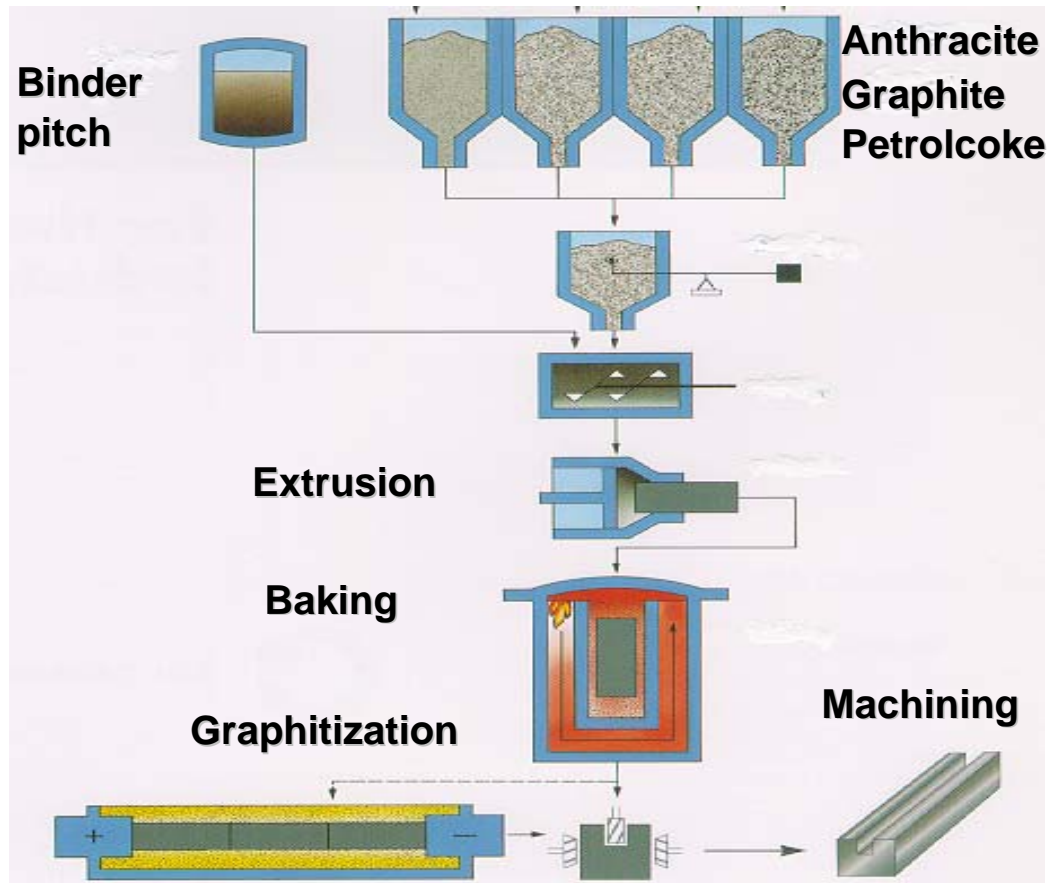 Binder
pitch
Anthracite
Graphite
Petrolcoke
Extrusion
Baking
Graphitization
Machining
+
−